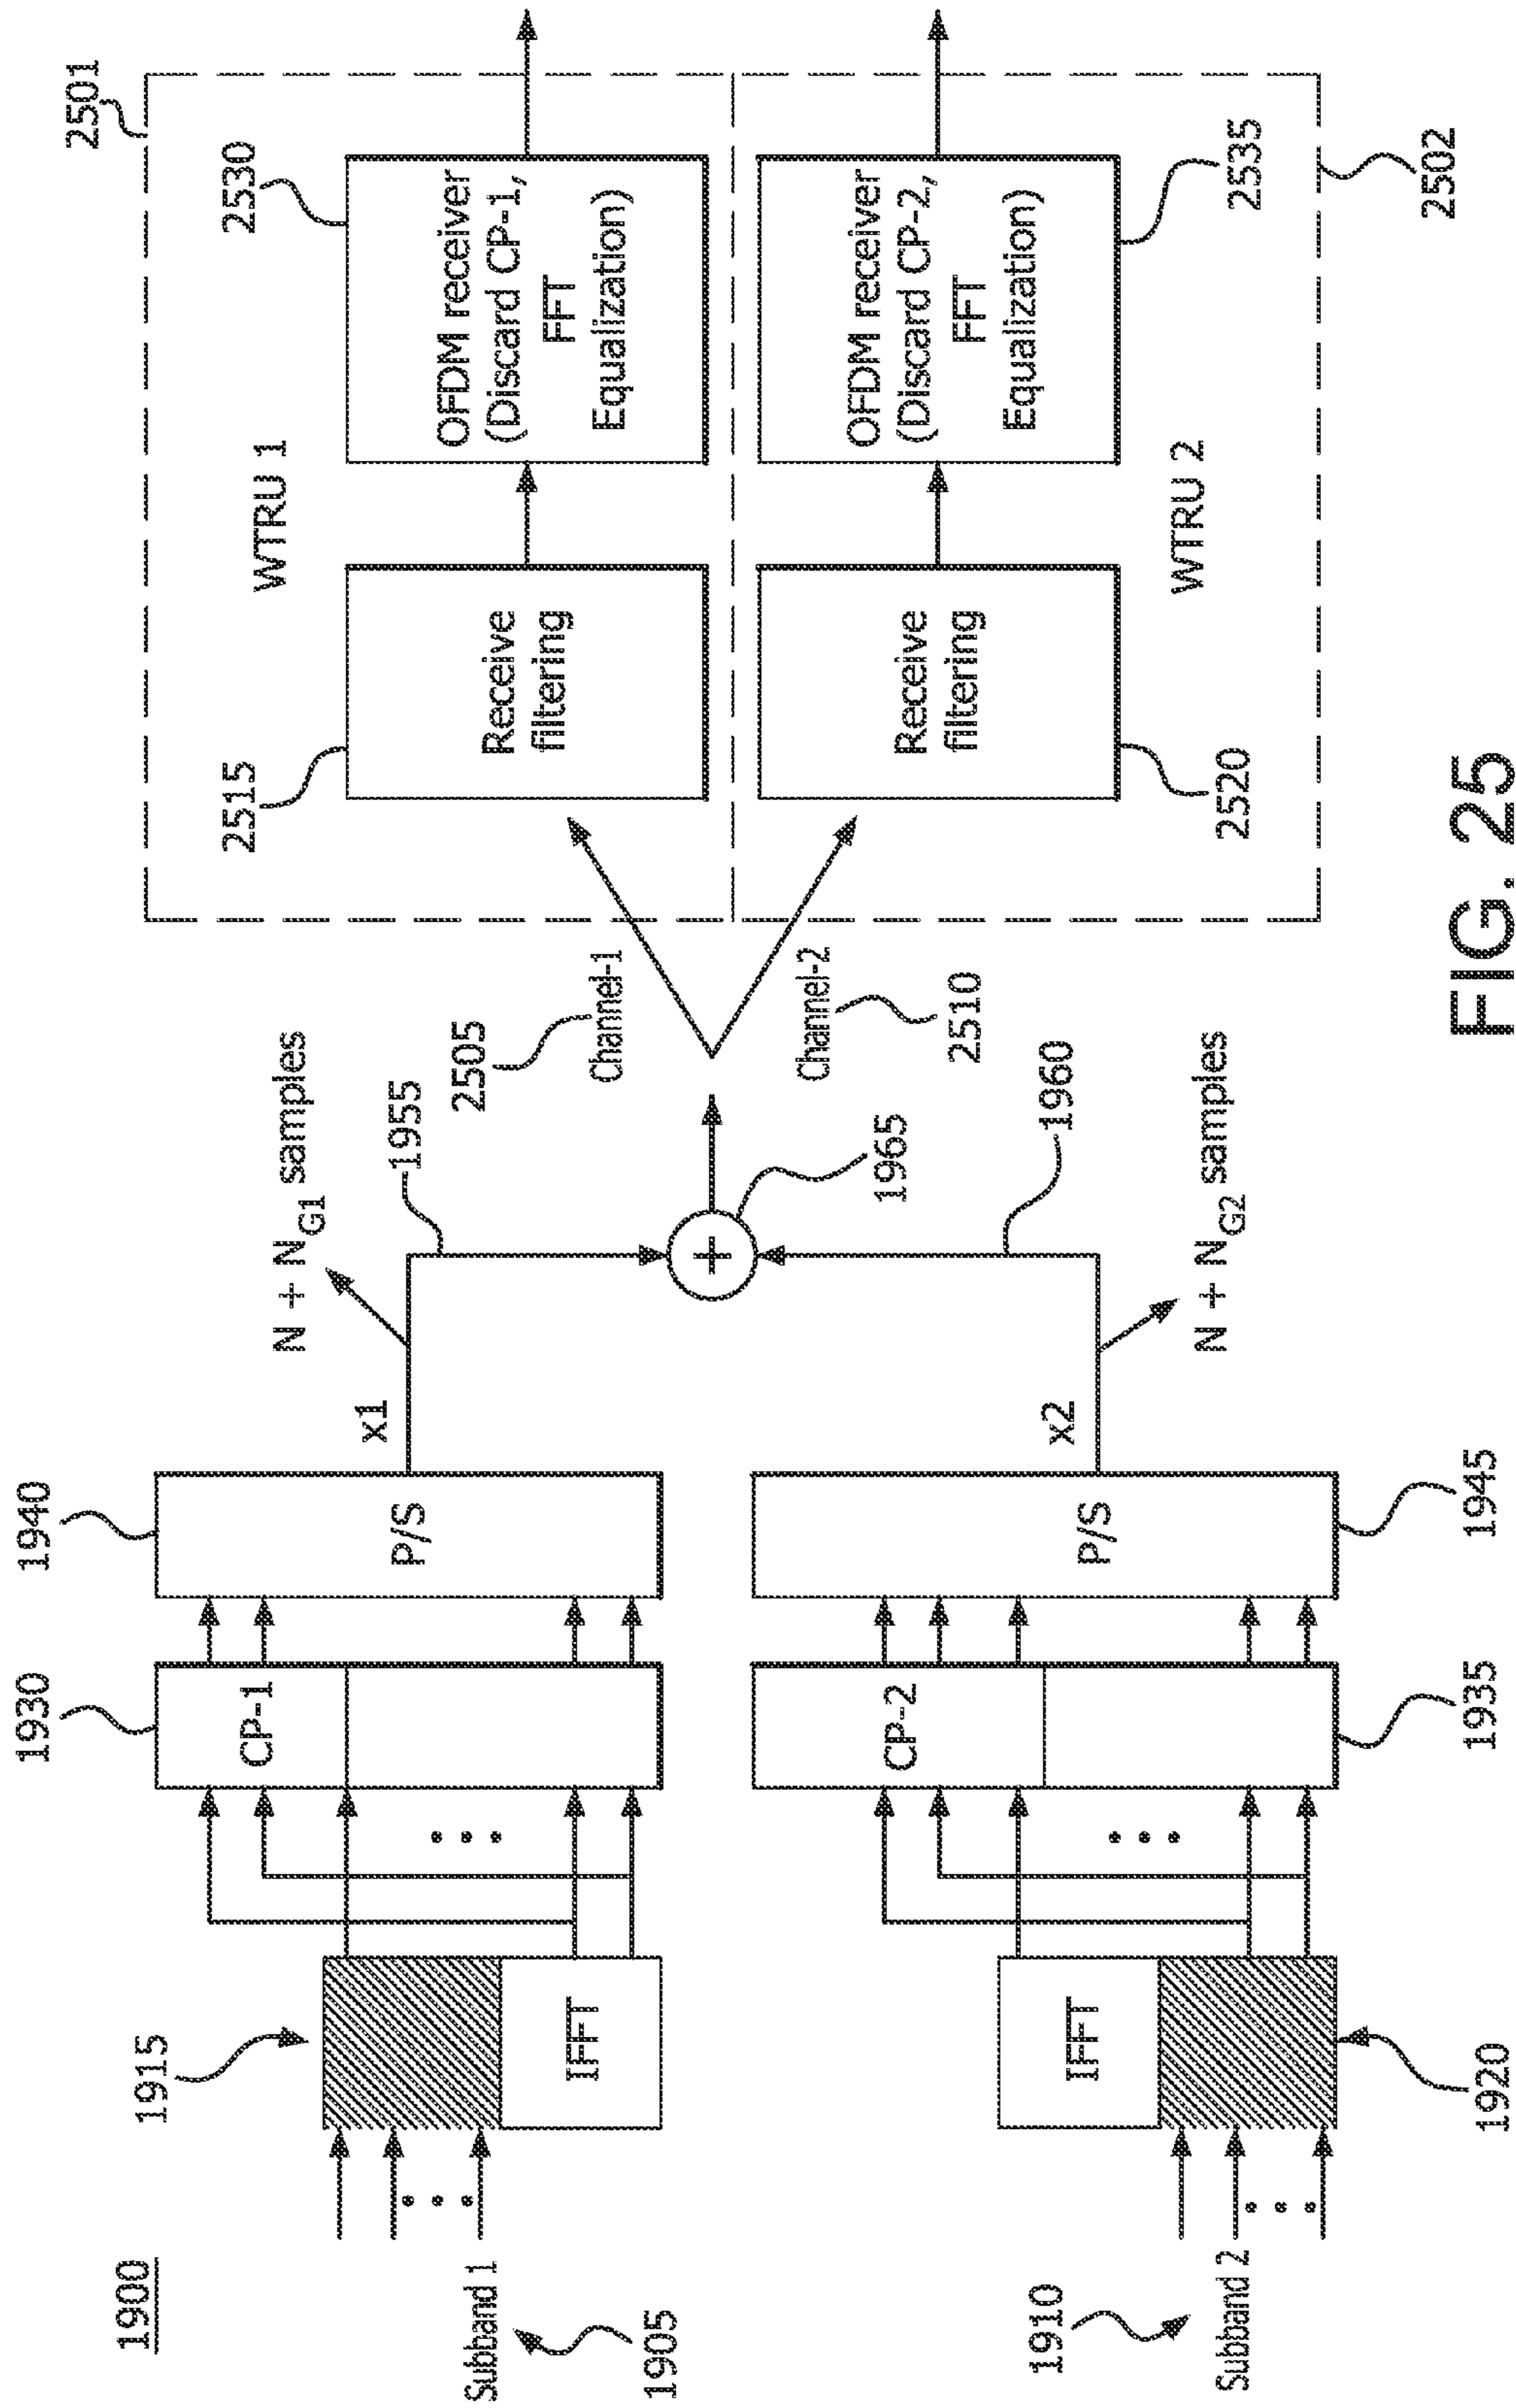 1900
Subband 1
1905
1915
IFFT
1930
CP-1
1940
P/S
x1
N + NG1 samples
1955
1910
Subband 2
IFFT
1920
CP-2
1935
P/S
1945
x2
N + NG2 samples
1960
+
1965
2505
Channel-1
Channel-2
2510
2501
WTRU 1
2515
Receive
filtering
2530
OFDM receiver
(Discard CP-1,
FFT
Equalization)
Receive
filtering
2520
OFDM receiver
(Discard CP-2,
FFT
Equalization)
2535
WTRU 2
2502
FIG. 25